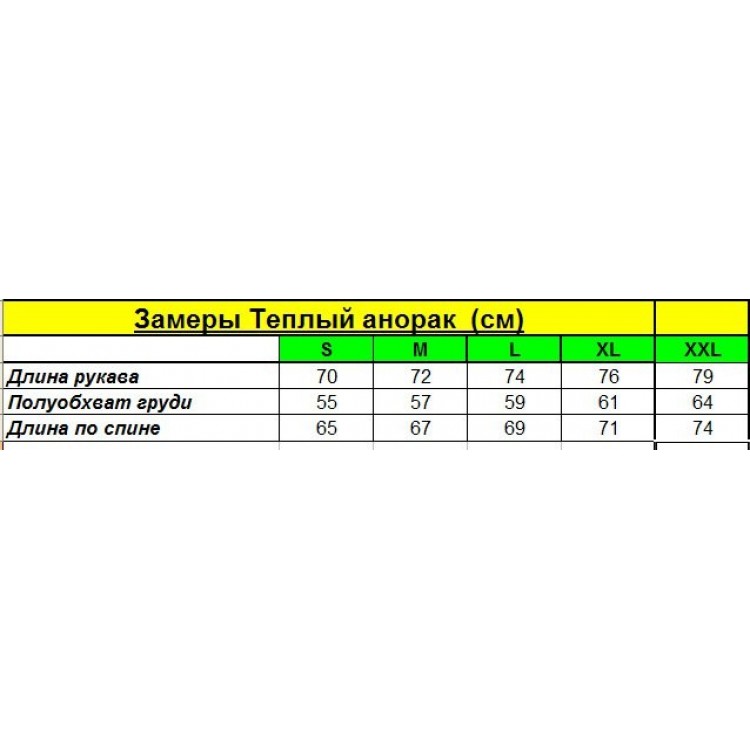 Замеры Теплый анорак (см)
S M L XL XXL
Длина рукава 70 72 74 76 79
Полуобхват груди 55 57 59 61 64
Длина по спине 65 67 69 71 74